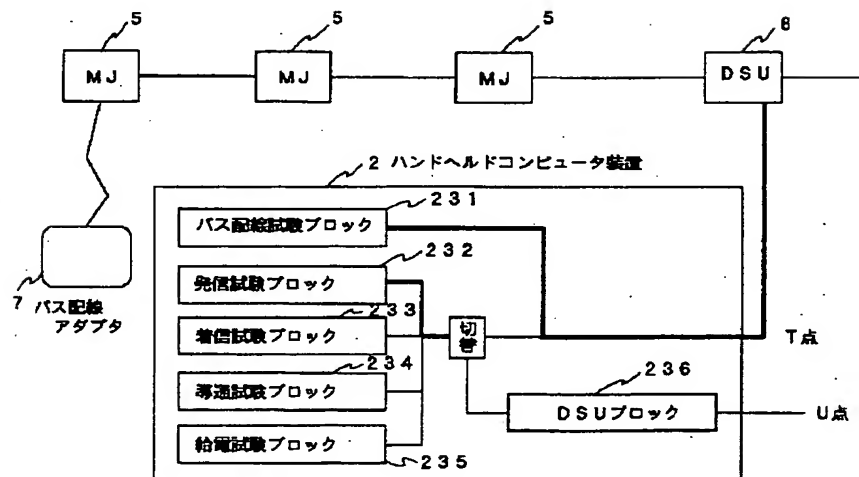 5
5
5
6
MJ
MJ
MJ
DSU
2 ハンドヘルドコンピュータ装置
231
バス配線試験ブロック
232
発信試験ブロック
233
着信試験ブロック
234
導通試験ブロック
給電試験ブロック
235
切替
236
DSUブロック
T点
U点
7 バス配線
アダプタ